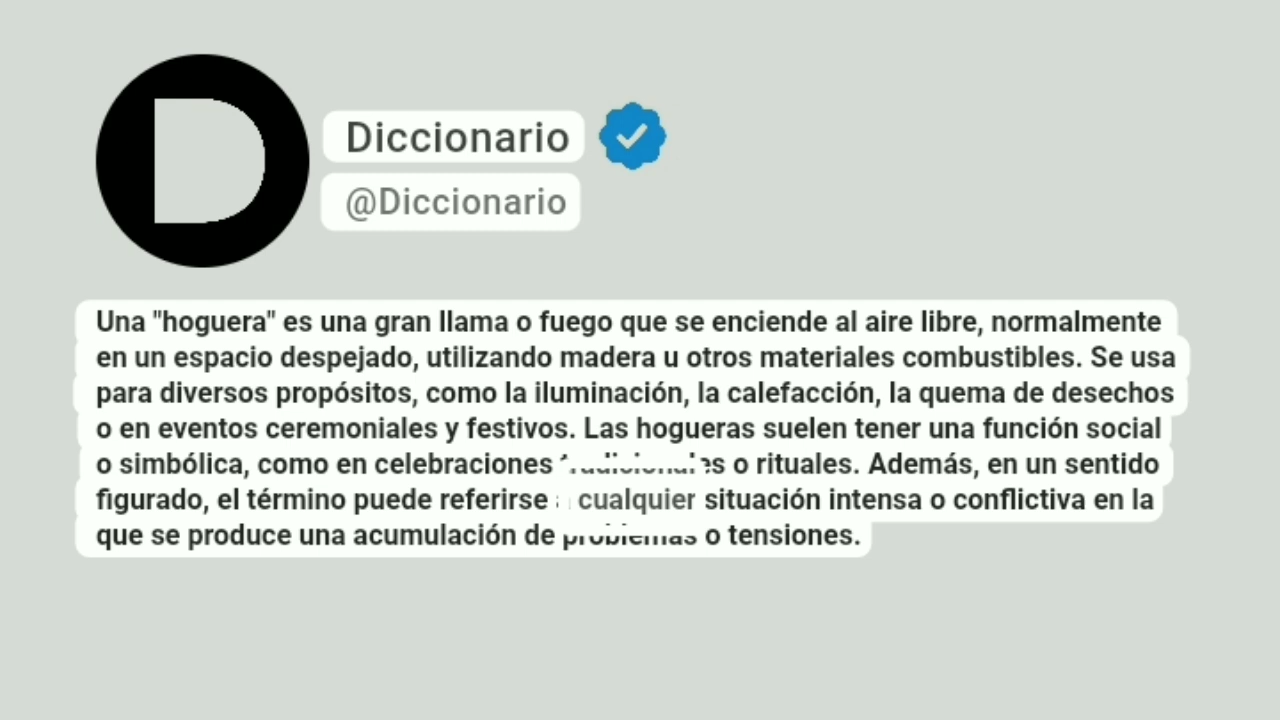 D
Diccionario
@Diccionario
Una "hoguera" es una gran llama o fuego que se enciende al aire libre, normalmente
en un espacio despejado, utilizando madera u otros materiales combustibles. Se usa
para diversos propósitos, como la iluminación, la calefacción, la quema de desechos
o en eventos ceremoniales y festivos. Las hogueras suelen tener una función social
o simbólica, como en celebraciones tradicionales o rituales. Además, en un sentido
figurado, el término puede referirse a cualquier situación intensa o conflictiva en la
que se produce una acumulación de problemas o tensiones.